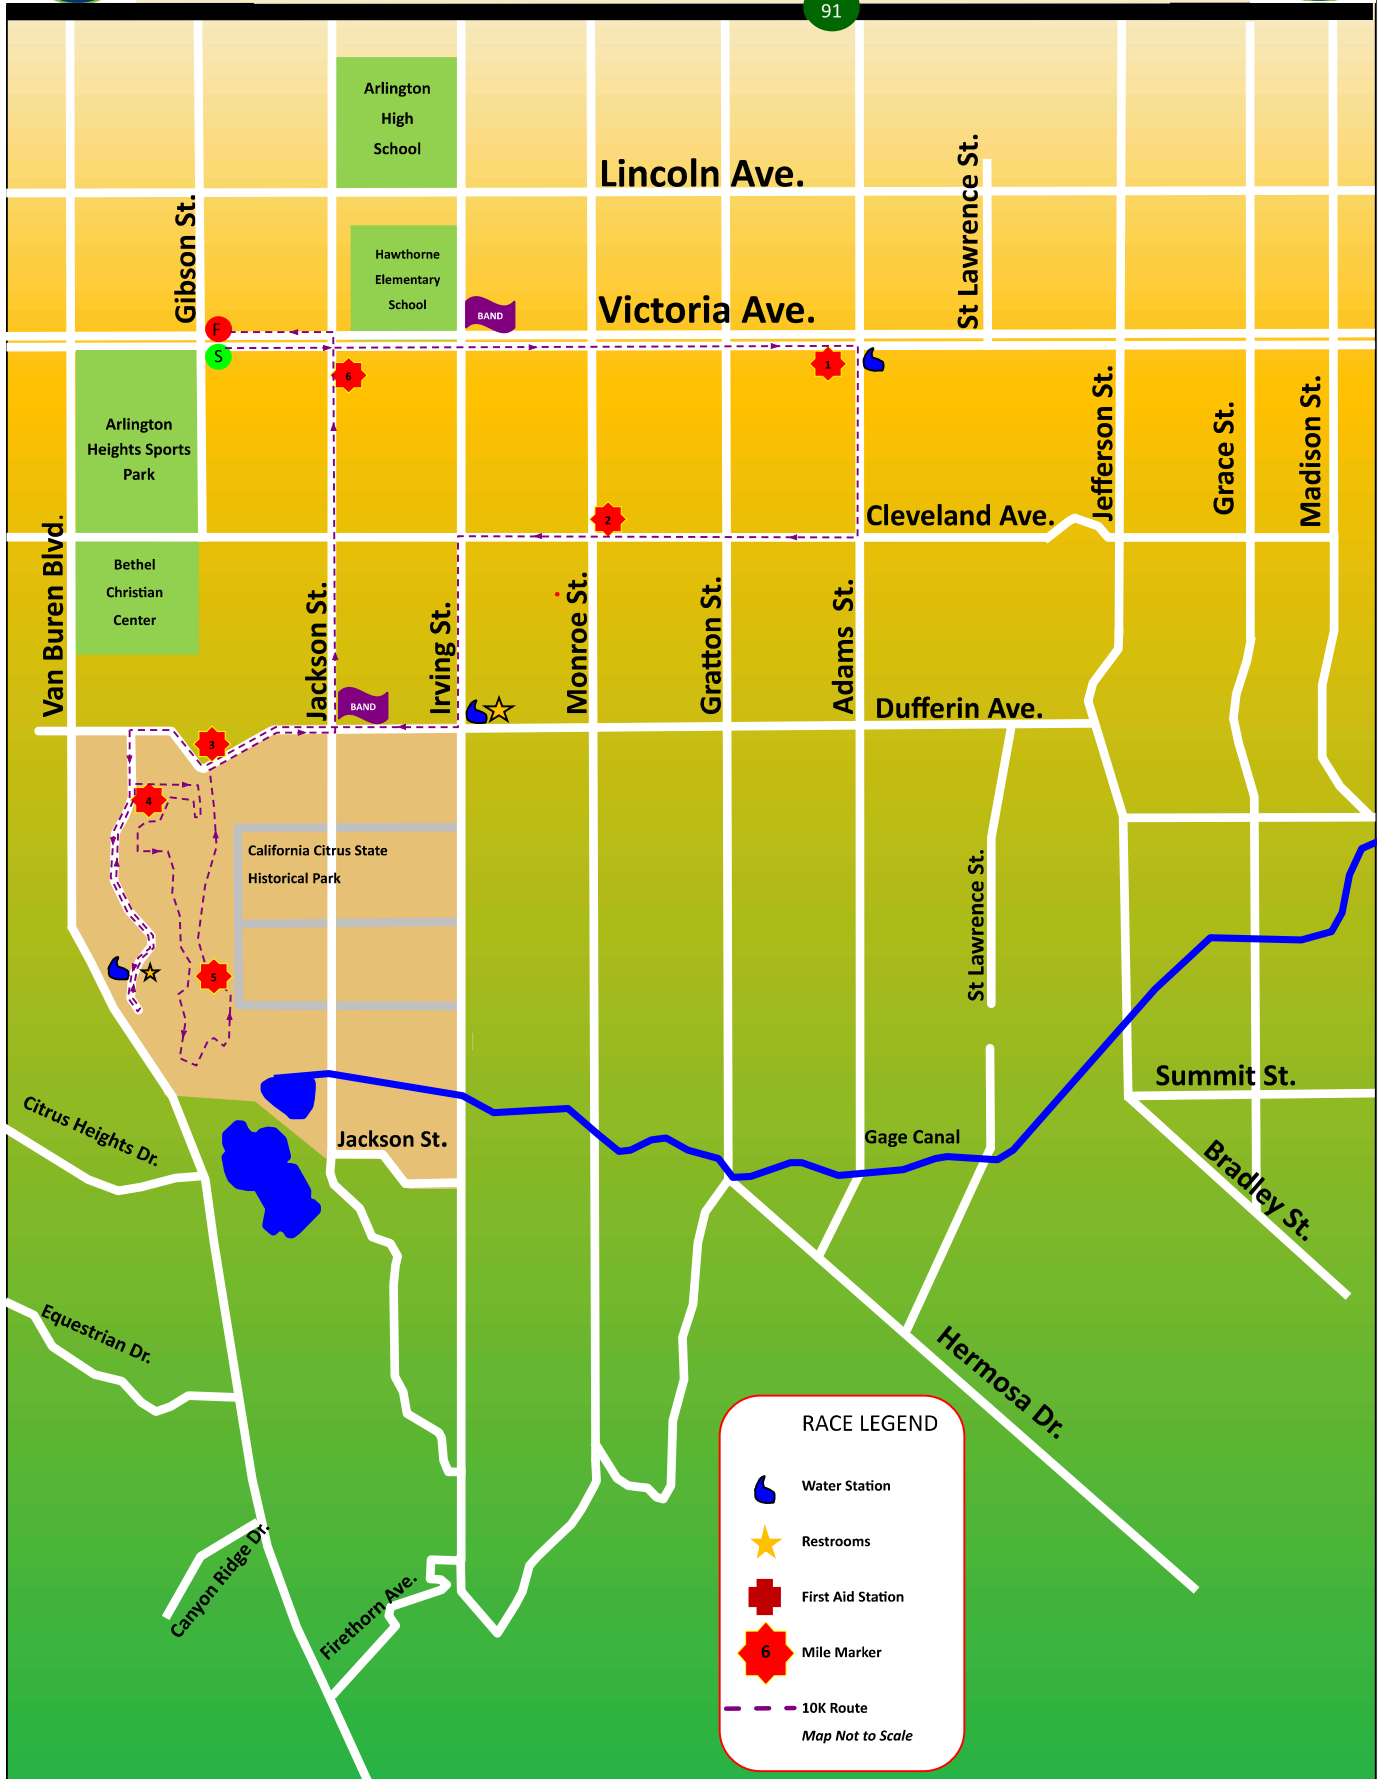 91
Arlington
High
School
Lincoln Ave.
St Lawrence St.
Gibson St.
Hawthorne
Elementary
School
BAND
Victoria Ave.
F
S
6
1
Arlington
Heights Sports
Park
Jefferson St.
Grace St.
Madison St.
2
Cleveland Ave.
Bethel
Christian
Center
Van Buren Blvd.
Jackson St.
Irving St.
Monroe St.
Gratton St.
Adams St.
BAND
Dufferin Ave.
3
4
California Citrus State
Historical Park
St Lawrence St.
5
Summit St.
Citrus Heights Dr.
Jackson St.
Gage Canal
Bradley St.
Equestrian Dr.
Hermosa Dr.
Canyon Ridge Dr.
Firethorn Ave.
RACE LEGEND
Water Station
Restrooms
First Aid Station
6
Mile Marker
10K Route
Map Not to Scale